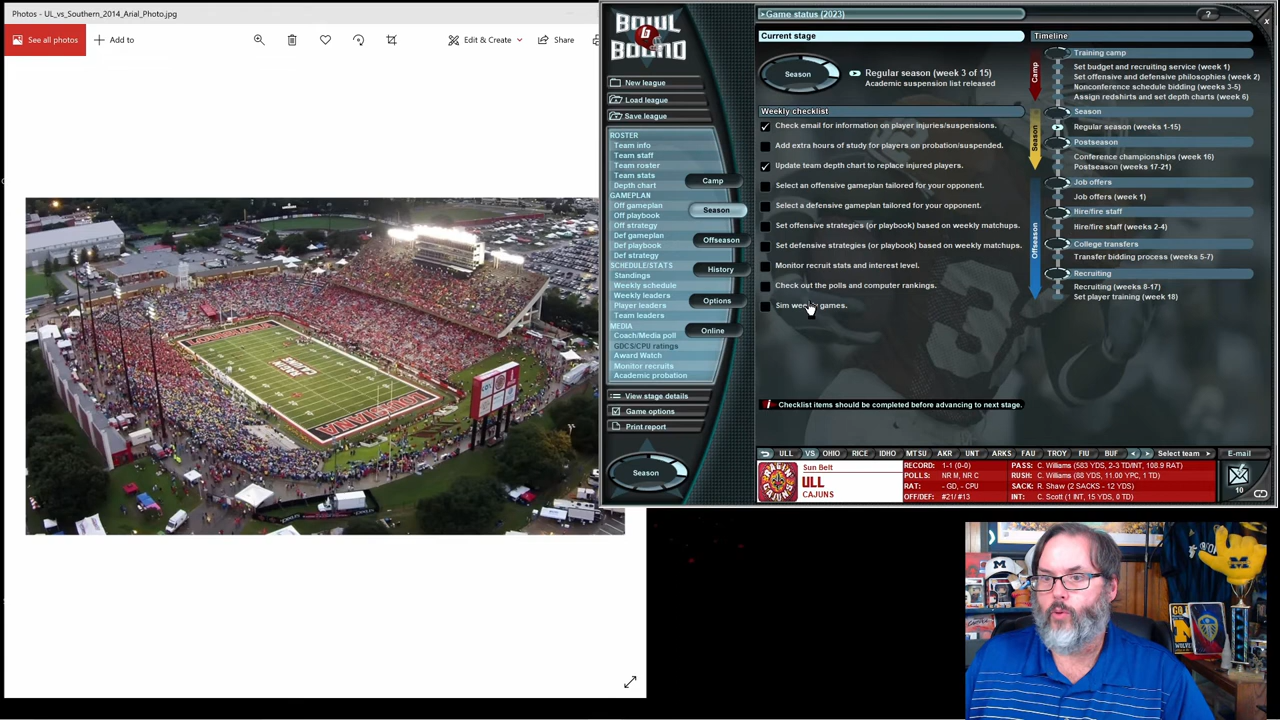 Photos - UL_vs_Southern_2014_Arial_Photo.jpg
See all photos
Add to
Edit & Create
Share
BOWL
b
BOUND
New league
Load league
Save league
ROSTER
Team info
Team staff
Team roster
Team stats
Depth chart
GAMEPLAN
Off gameplan
Off playbook
Off strategy
Def gameplan
Def playbook
Def strategy
SCHEDULE/STATS
Standings
Weekly schedule
Weekly leaders
Player leaders
Team leaders
MEDIA
Coach/Media poll
GDCS/CPU ratings
Award Watch
Monitor recruits
Academic probation
Camp
Season
Offseason
History
Options
Online
View stage details
Game options
Print report
Season
Game status (2023)
?
x
Current stage
Season
Regular season (week 3 of 15)
Academic suspension list released
Weekly checklist
Check email for information on player injuries/suspensions.
Add extra hours of study for players on probation/suspended.
Update team depth chart to replace injured players.
Select an offensive gameplan tailored for your opponent.
Select a defensive gameplan tailored for your opponent.
Set offensive strategies (or playbook) based on weekly matchups.
Set defensive strategies (or playbook) based on weekly matchups.
Monitor recruit stats and interest level.
Check out the polls and computer rankings.
Sim weekly games.
Checklist items should be completed before advancing to next stage.
Timeline
Camp
Training camp
Set budget and recruiting service (week 1)
Set offensive and defensive philosophies (week 2)
Nonconference schedule bidding (weeks 3-5)
Assign redshirts and set depth charts (week 6)
Season
Season
Regular season (weeks 1-15)
Postseason
Conference championships (week 16)
Postseason (weeks 17-21)
Offseason
Job offers
Job offers (week 1)
Hire/fire staff
Hire/fire staff (weeks 2-4)
College transfers
Transfer bidding process (weeks 5-7)
Recruiting
Recruiting (weeks 8-17)
Set player training (week 18)
ULL VS OHIO RICE IDHO MTSU AKR UNT ARKS FAU TROY FIU BUF Select team E-mail
Sun Belt
ULL
CAJUNS
RECORD: 1-1 (0-0)
POLLS: NR M, NR C
RAT: - GD, - CPU
OFF/DEF: #21/ #13
PASS: C. Williams (583 YDS, 2-3 TD/INT, 108.9 RAT)
RUSH: C. Williams (88 YDS, 11.00 YPC, 1 TD)
SACK: R. Shaw (2 SACKS - 12 YDS)
INT: C. Scott (1 INT, 15 YDS, 0 TD)
10
M
M